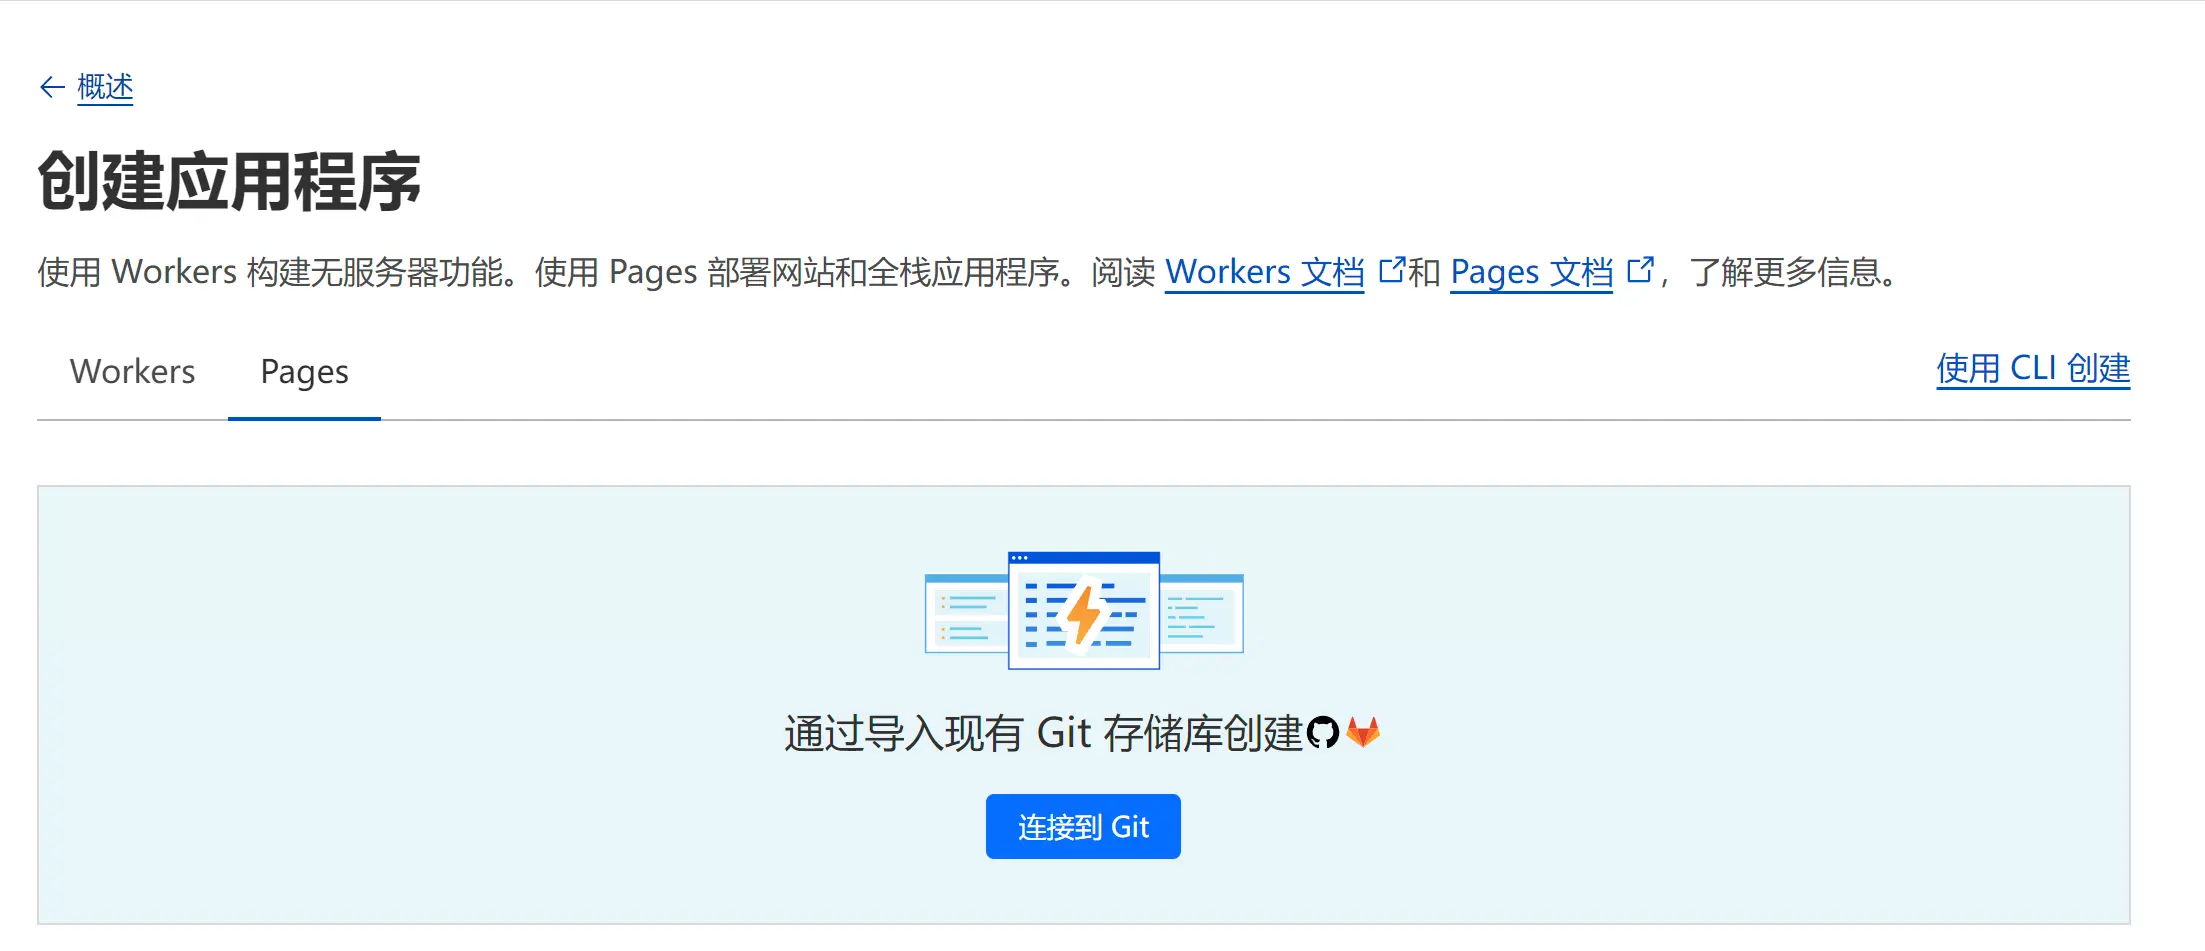 概述
创建应用程序
使用 Workers 构建无服务器功能。使用 Pages 部署网站和全栈应用程序。阅读 Workers 文档 和 Pages 文档 ，了解更多信息。
Workers Pages 使用 CLI 创建
通过导入现有 Git 存储库创建
连接到 Git